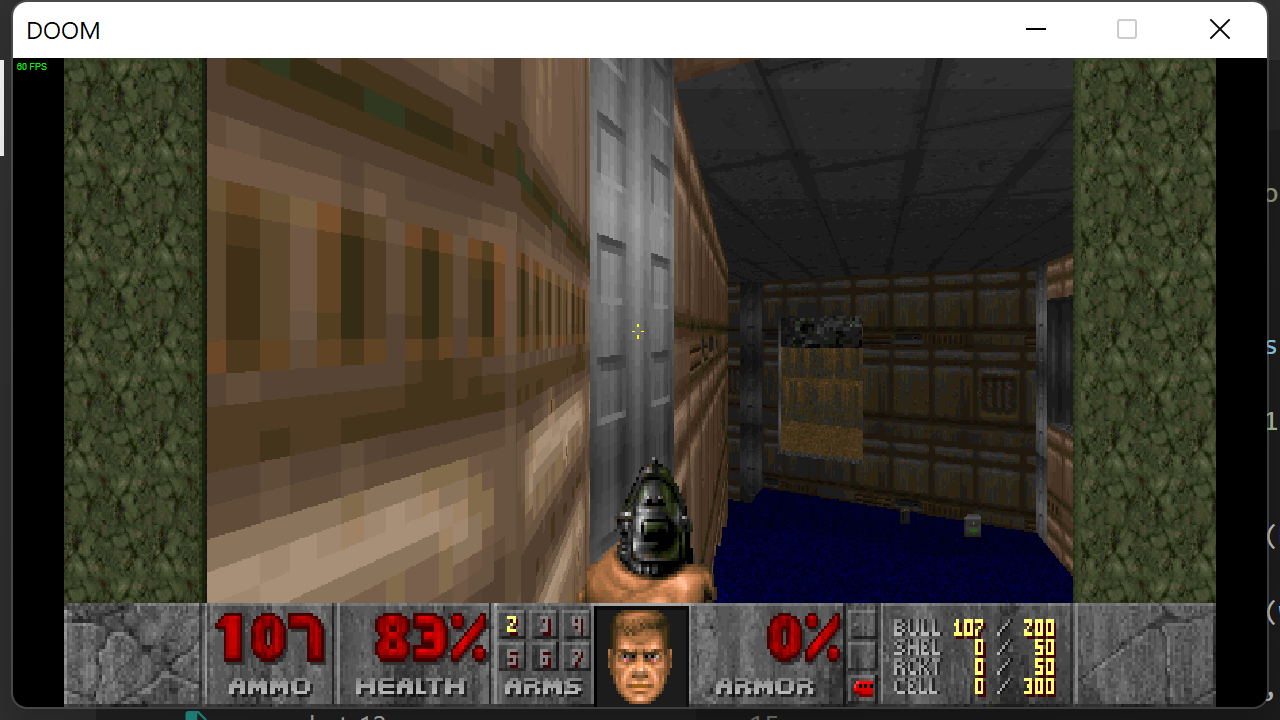 DOOM
60 FPS
107
83%
2 3 4
5 6 7
0%
AMMO
HEALTH
ARMS
ARMOR
BULL 107 / 200
SHEL 0 / 50
RCKT 0 / 50
CELL 0 / 300